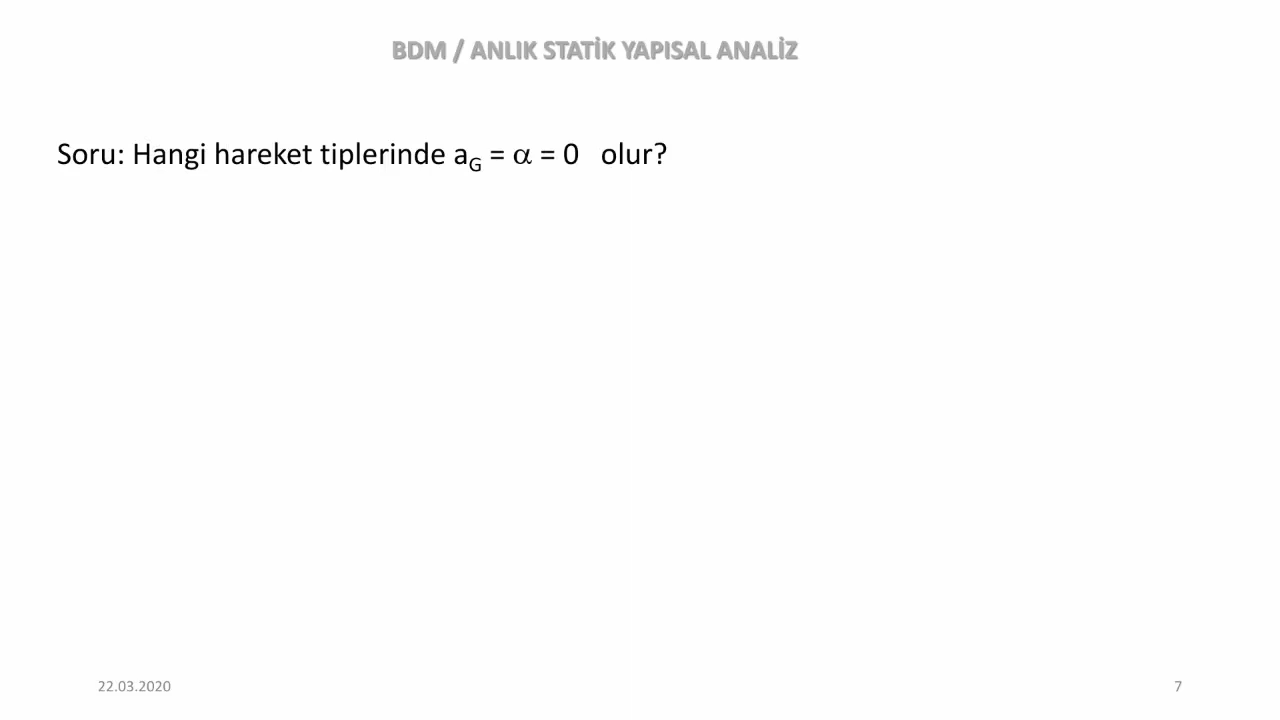 BDM / ANLIK STATİK YAPISAL ANALİZ
Soru: Hangi hareket tiplerinde aG = α = 0 olur?
22.03.2020
7